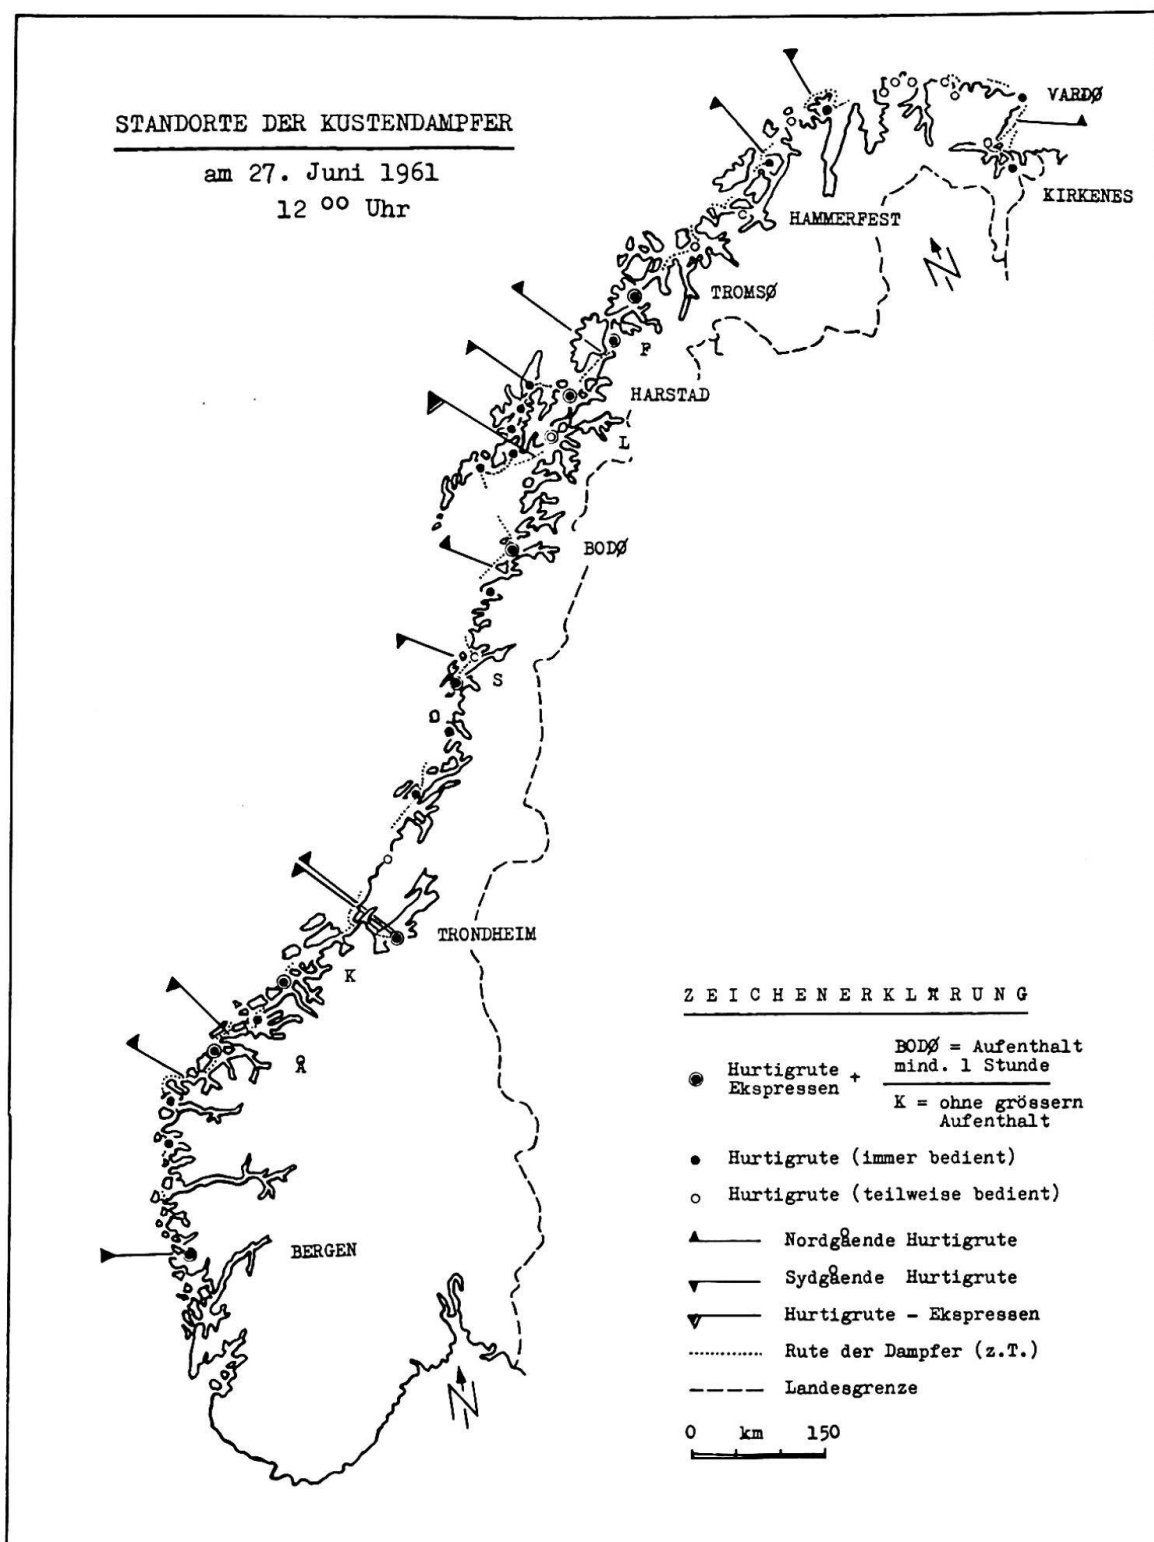 STANDORTE DER KUSTENDAMPFER
am 27. Juni 1961
12 00 Uhr
VARDØ
KIRKENES
HAMMERFEST
TROMSØ
F
HARSTAD
L
BODØ
S
TRONDHEIM
K
Å
BERGEN
N
N
ZEICHENERKLÄRUNG
Hurtigrute
Ekspressen
+
BODØ = Aufenthalt
mind. 1 Stunde
K = ohne grössern
Aufenthalt
Hurtigrute (immer bedient)
Hurtigrute (teilweise bedient)
Nordgående Hurtigrute
Sydgående Hurtigrute
Hurtigrute - Ekspressen
Rute der Dampfer (z.T.)
Landesgrenze
0 km 150